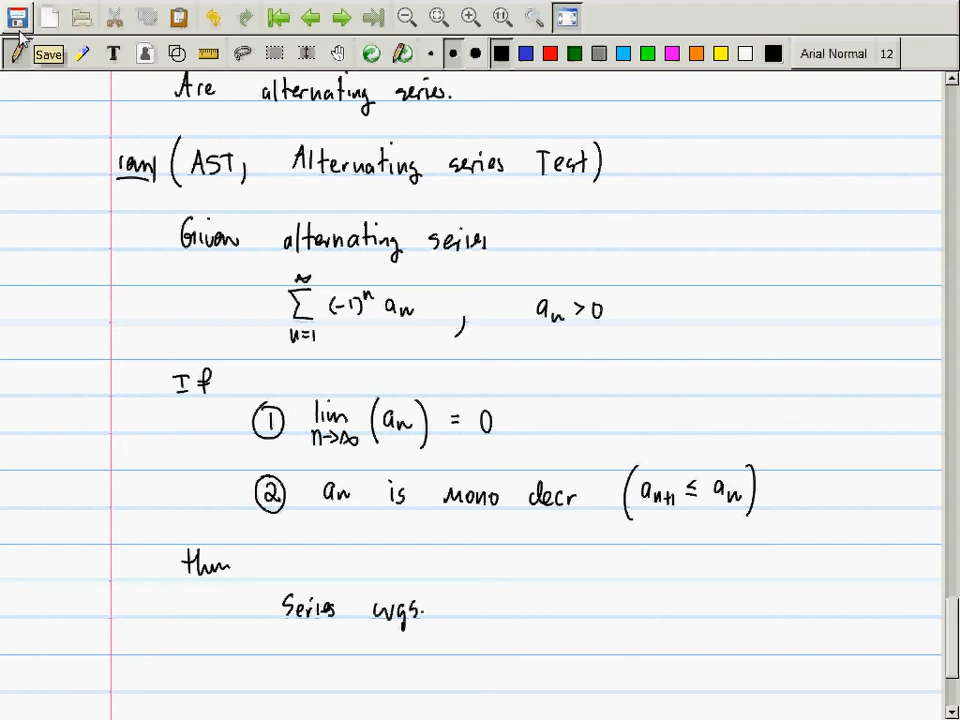 Save
T
Arial Normal 12
Are alternating series.
(AST, Alternating series Test)
Given alternating series
∞
∑ (-1)^n a_n , a_n > 0
n=1
If
① lim (a_n) = 0
n→∞
② a_n is mono decr (a_{n+1} ≤ a_n)
then
Series cvgs.